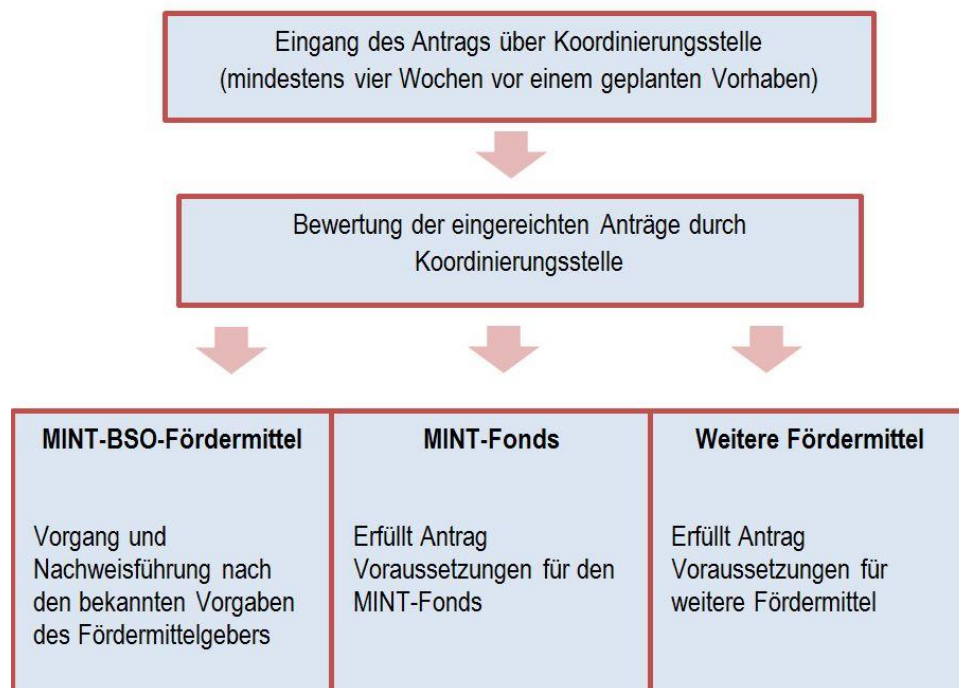 Eingang des Antrags über Koordinierungsstelle
(mindestens vier Wochen vor einem geplanten Vorhaben)
Bewertung der eingereichten Anträge durch
Koordinierungsstelle
MINT-BSO-Fördermittel
Vorgang und
Nachweisführung nach
den bekannten Vorgaben
des Fördermittelgebers
MINT-Fonds
Erfüllt Antrag
Voraussetzungen für den
MINT-Fonds
Weitere Fördermittel
Erfüllt Antrag
Voraussetzungen für
weitere Fördermittel